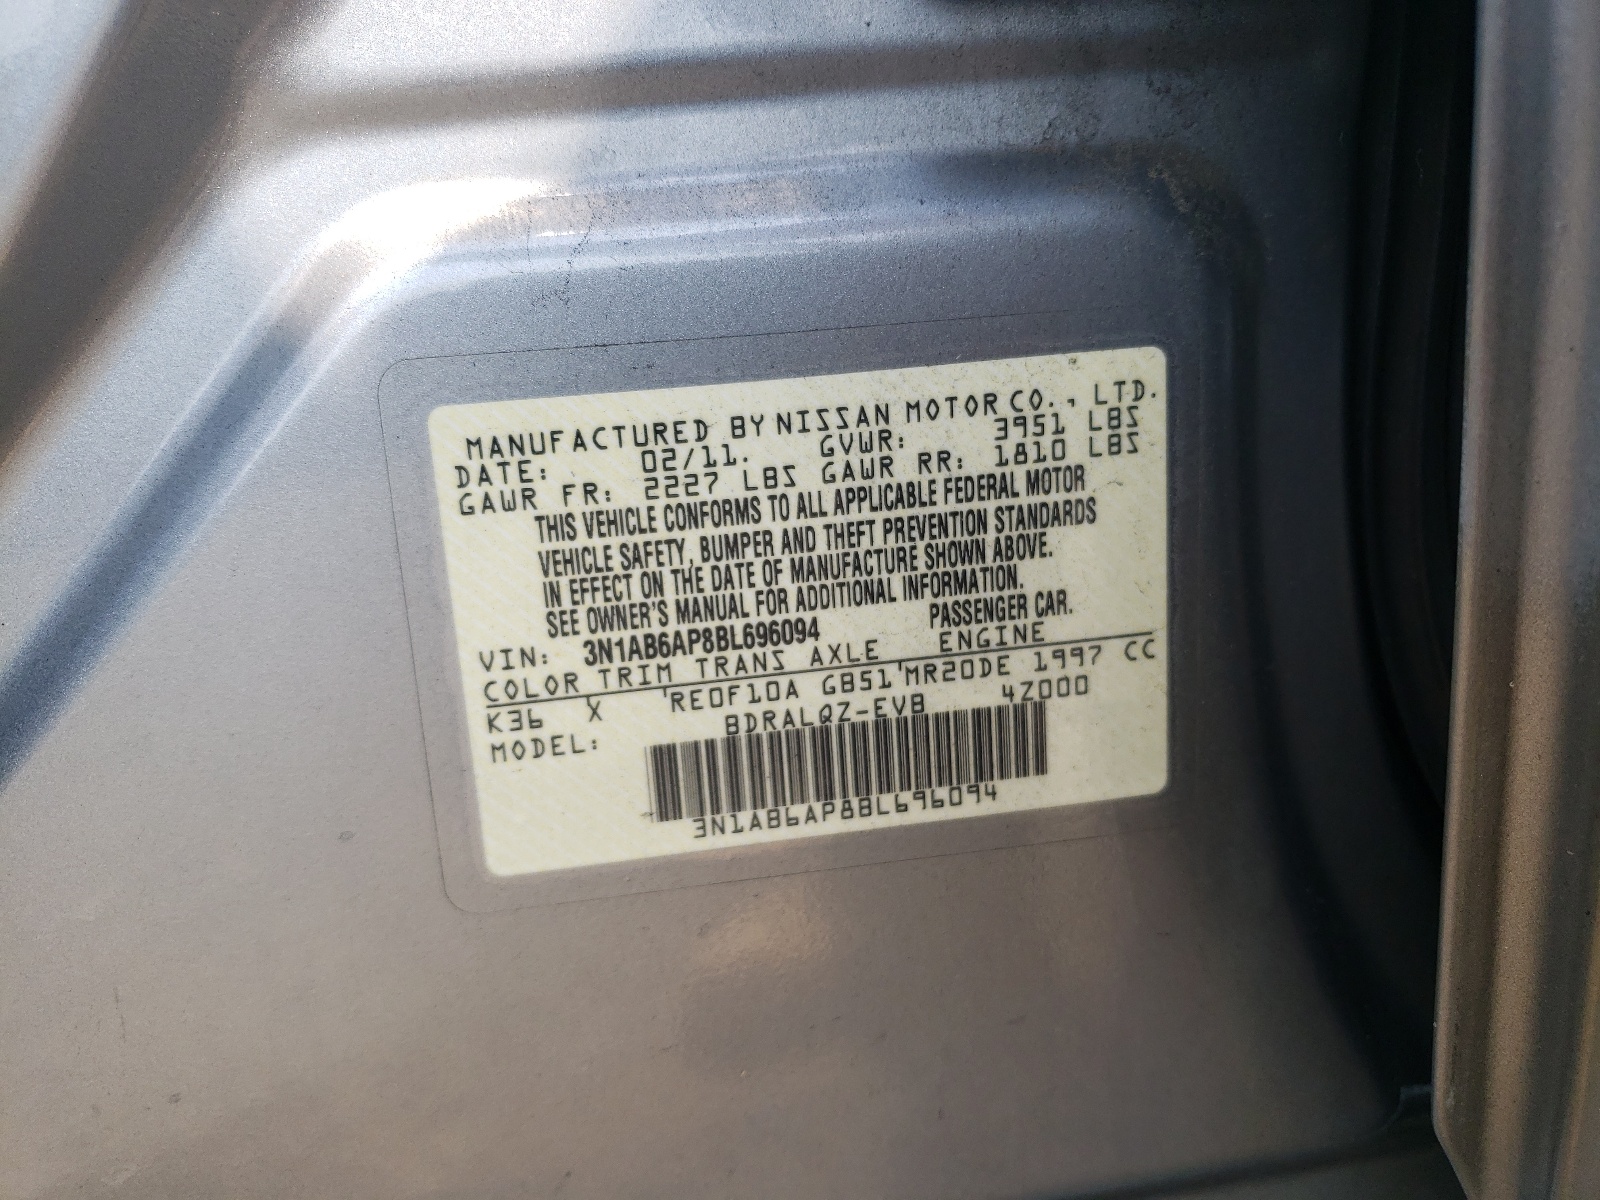 MANUFACTURED BY NISSAN MOTOR CO., LTD.
DATE: 02/11. GVWR: 3951 LBS
GAWR FR: 2227 LBS GAWR RR: 1810 LBS
THIS VEHICLE CONFORMS TO ALL APPLICABLE FEDERAL MOTOR
VEHICLE SAFETY, BUMPER AND THEFT PREVENTION STANDARDS
IN EFFECT ON THE DATE OF MANUFACTURE SHOWN ABOVE.
SEE OWNER'S MANUAL FOR ADDITIONAL INFORMATION.
VIN: 3N1AB6AP8BL696094 PASSENGER CAR.
COLOR TRIM TRANS AXLE ENGINE
K36 X RE0F10A GB51 MR20DE 1997 CC
MODEL: BDRALQZ-EVB 4Z000
3N1AB6AP8BL696094